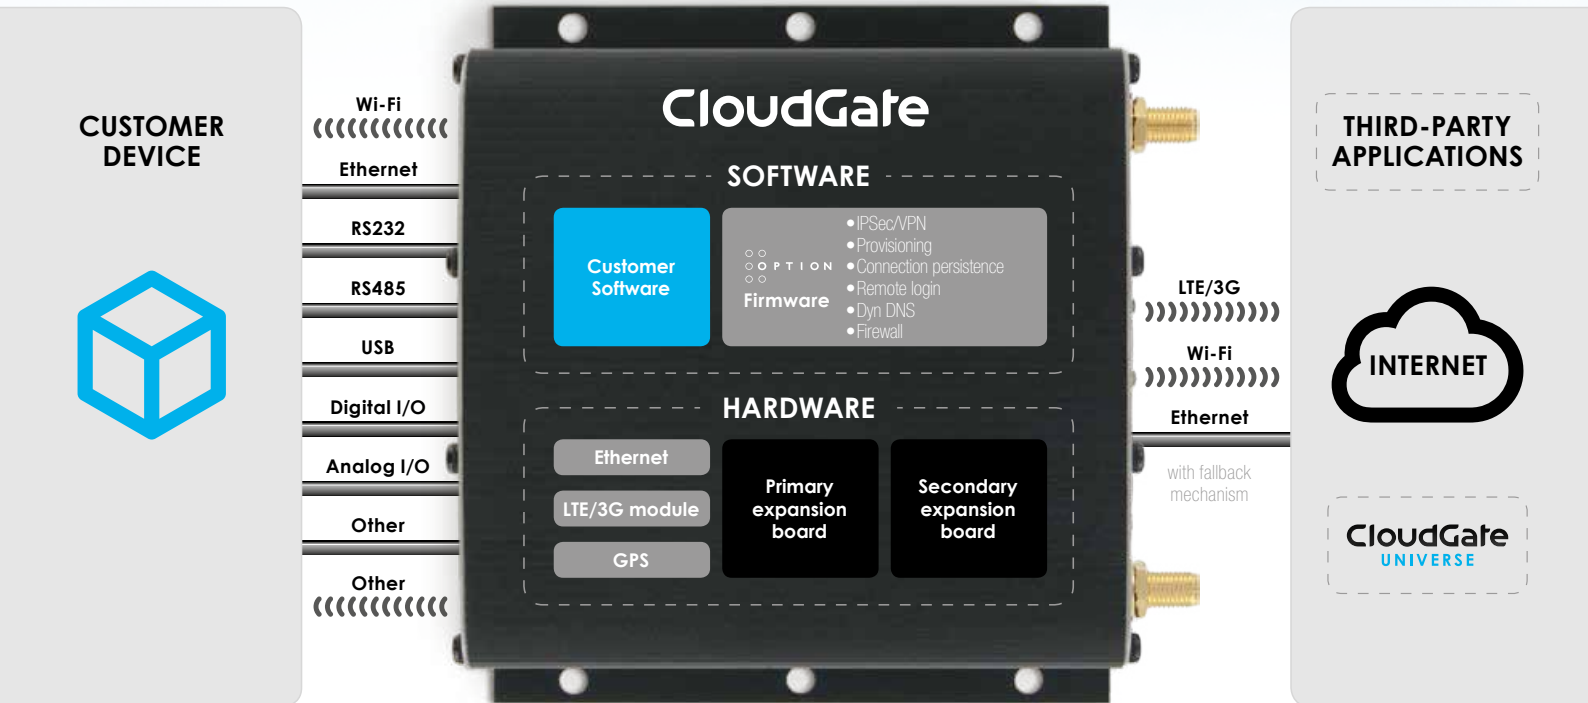 CUSTOMER
DEVICE
Wi-Fi
Ethernet
RS232
RS485
USB
Digital I/O
Analog I/O
Other
Other
CloudGate
SOFTWARE
Customer
Software
OPTION
Firmware
•IPSec/VPN
•Provisioning
•Connection persistence
•Remote login
•Dyn DNS
•Firewall
HARDWARE
Ethernet
LTE/3G module
GPS
Primary
expansion
board
Secondary
expansion
board
LTE/3G
Wi-Fi
Ethernet
with fallback
mechanism
THIRD-PARTY
APPLICATIONS
INTERNET
CloudGate
UNIVERSE